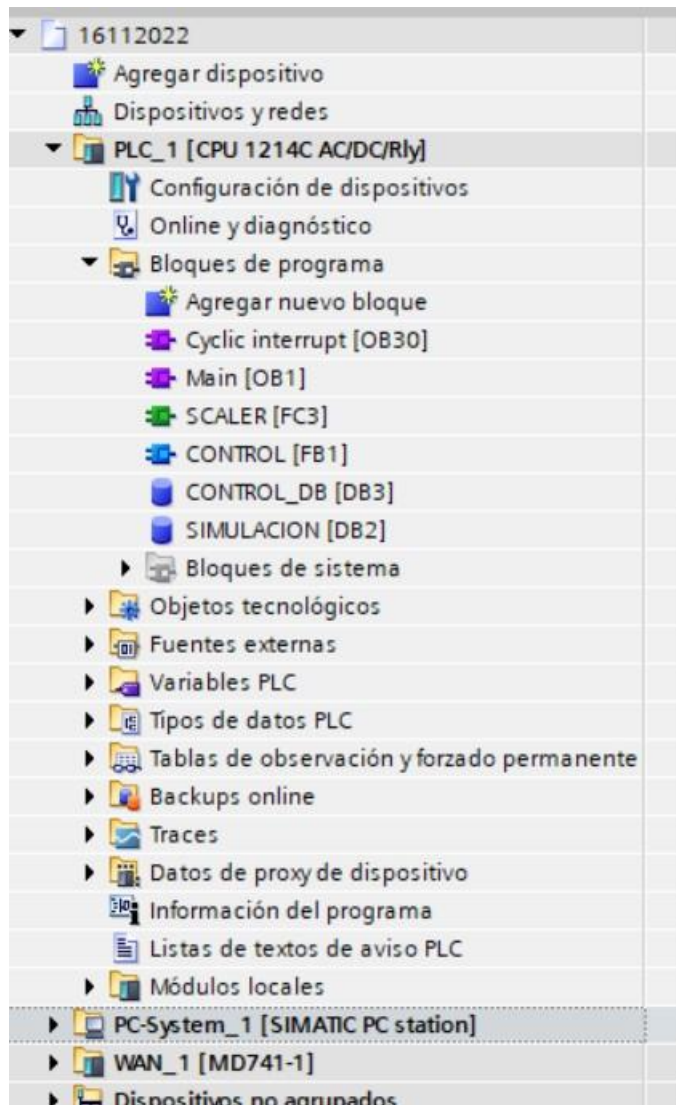 16112022
Agregar dispositivo
Dispositivos y redes
PLC_1 [CPU 1214C AC/DC/Rly]
Configuración de dispositivos
Online y diagnóstico
Bloques de programa
Agregar nuevo bloque
Cyclic interrupt [OB30]
Main [OB1]
SCALER [FC3]
CONTROL [FB1]
CONTROL_DB [DB3]
SIMULACION [DB2]
Bloques de sistema
Objetos tecnológicos
Fuentes externas
Variables PLC
Tipos de datos PLC
Tablas de observación y forzado permanente
Backups online
Traces
Datos de proxy de dispositivo
Información del programa
Listas de textos de aviso PLC
Módulos locales
PC-System_1 [SIMATIC PC station]
WAN_1 [MD741-1]
Dispositivos no agrupados